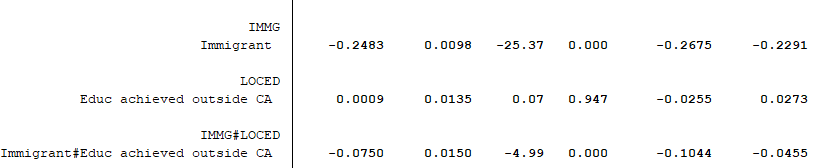 IMMG
Immigrant -0.2483 0.0098 -25.37 0.000 -0.2675 -0.2291
LOCED
Educ achieved outside CA 0.0009 0.0135 0.07 0.947 -0.0255 0.0273
IMMG#LOCED
Immigrant#Educ achieved outside CA -0.0750 0.0150 -4.99 0.000 -0.1044 -0.0455